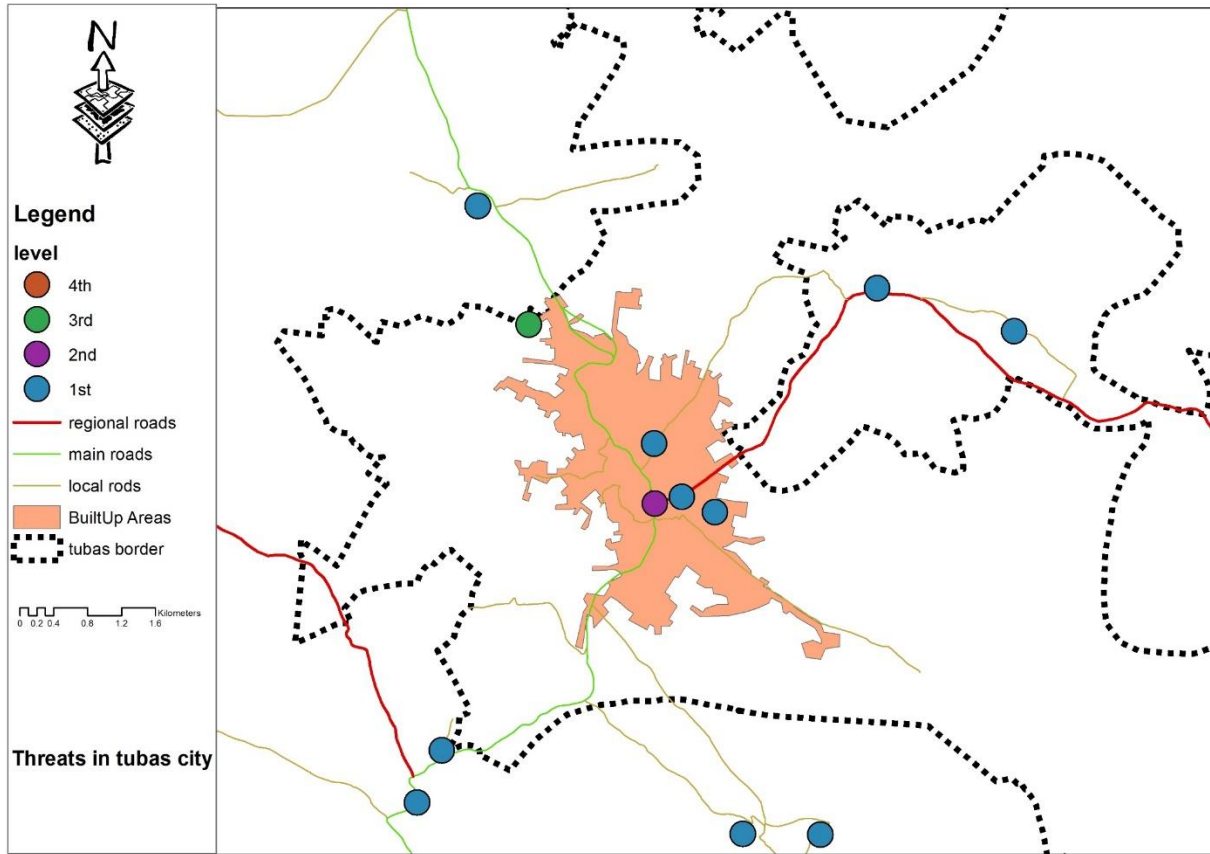 N
Legend
level
4th
3rd
2nd
1st
regional roads
main roads
local rods
BuiltUp Areas
tubas border
Kilometers
0 0.2 0.4 0.8 1.2 1.6
Threats in tubas city